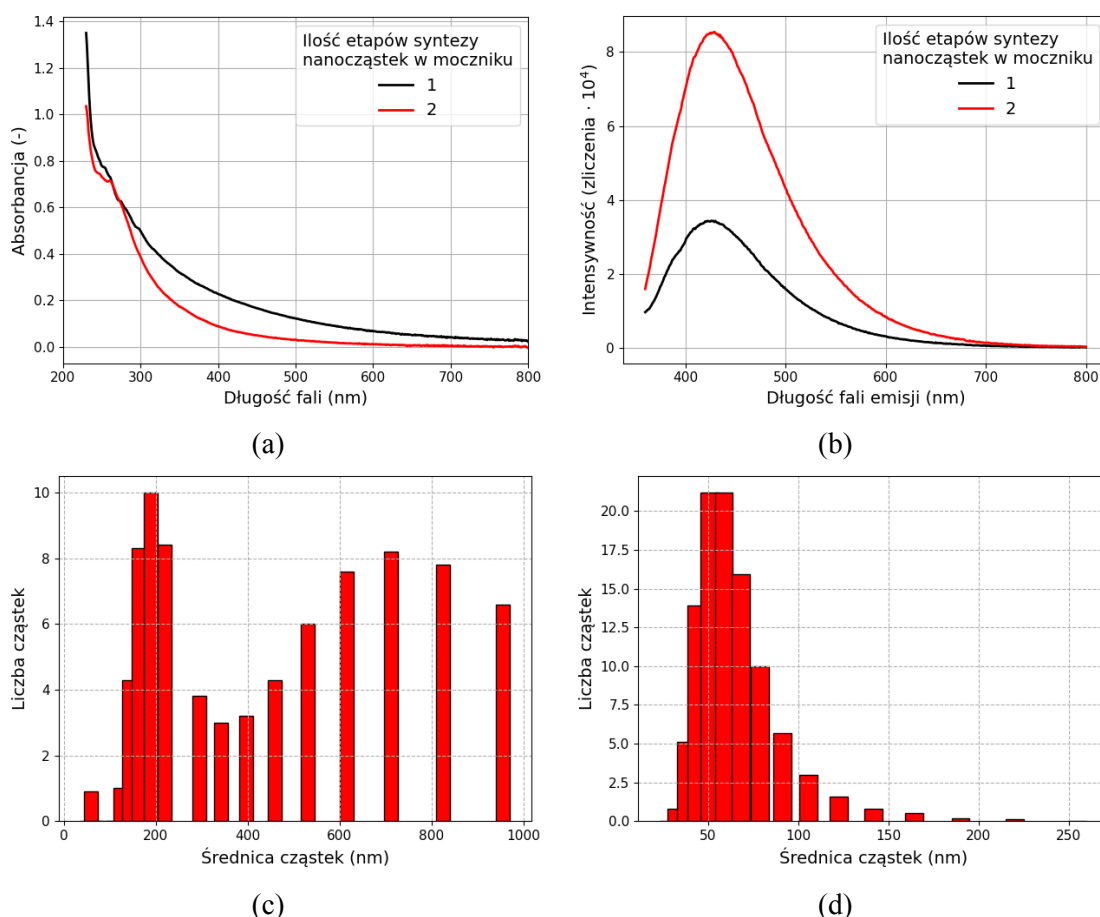 Ilość etapów syntezy
nanocząstek w moczniku
1
2
Absorbancja (-)
1.4
1.2
1.0
0.8
0.6
0.4
0.2
0.0
200 300 400 500 600 700 800
Długość fali (nm)
(a)
Ilość etapów syntezy
nanocząstek w moczniku
1
2
Intensywność (zliczenia · 10⁴)
8
6
4
2
0
400 500 600 700 800
Długość fali emisji (nm)
(b)
Liczba cząstek
10
8
6
4
2
0
0 200 400 600 800 1000
Średnica cząstek (nm)
(c)
Liczba cząstek
20.0
17.5
15.0
12.5
10.0
7.5
5.0
2.5
0.0
50 100 150 200 250
Średnica cząstek (nm)
(d)